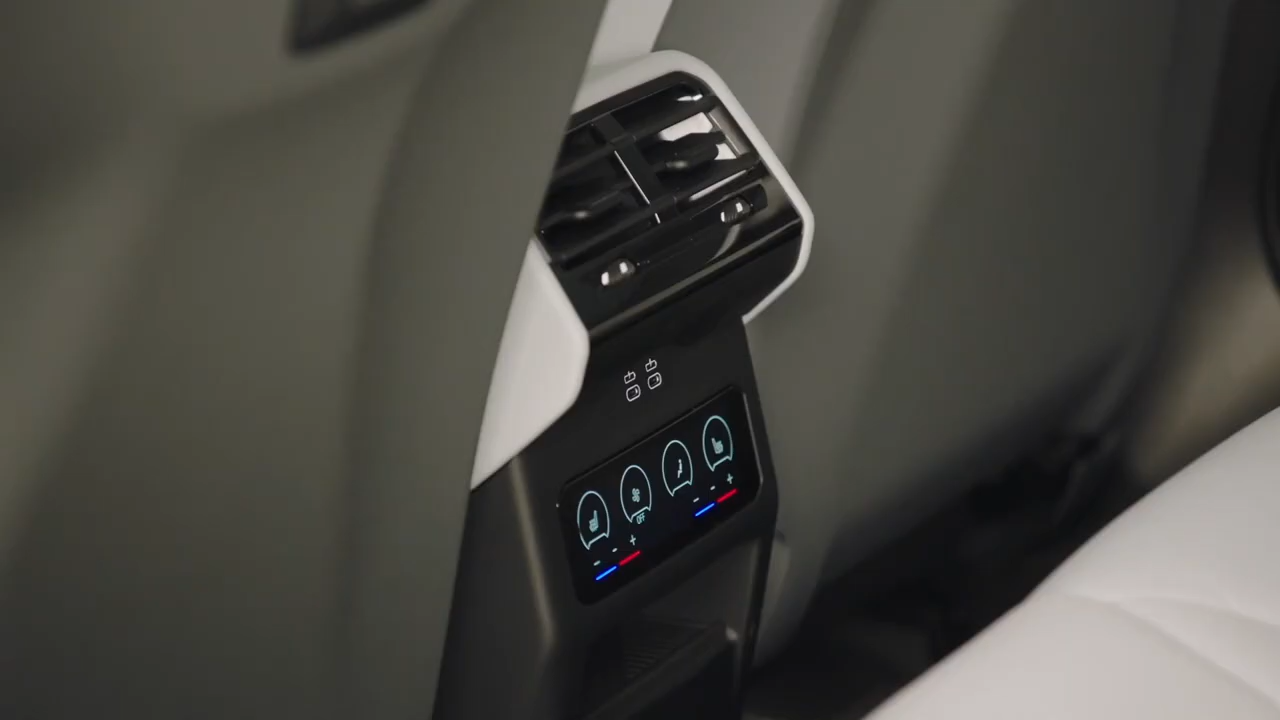 OFF
- - +
- - +